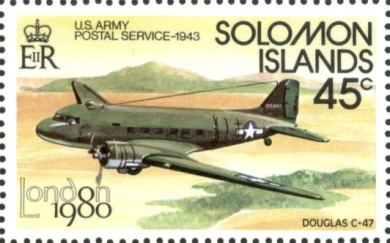 U.S. ARMY
POSTAL SERVICE-1943
SOLOMON
ISLANDS
45c
EIIR
London
1980
DOUGLAS C-47